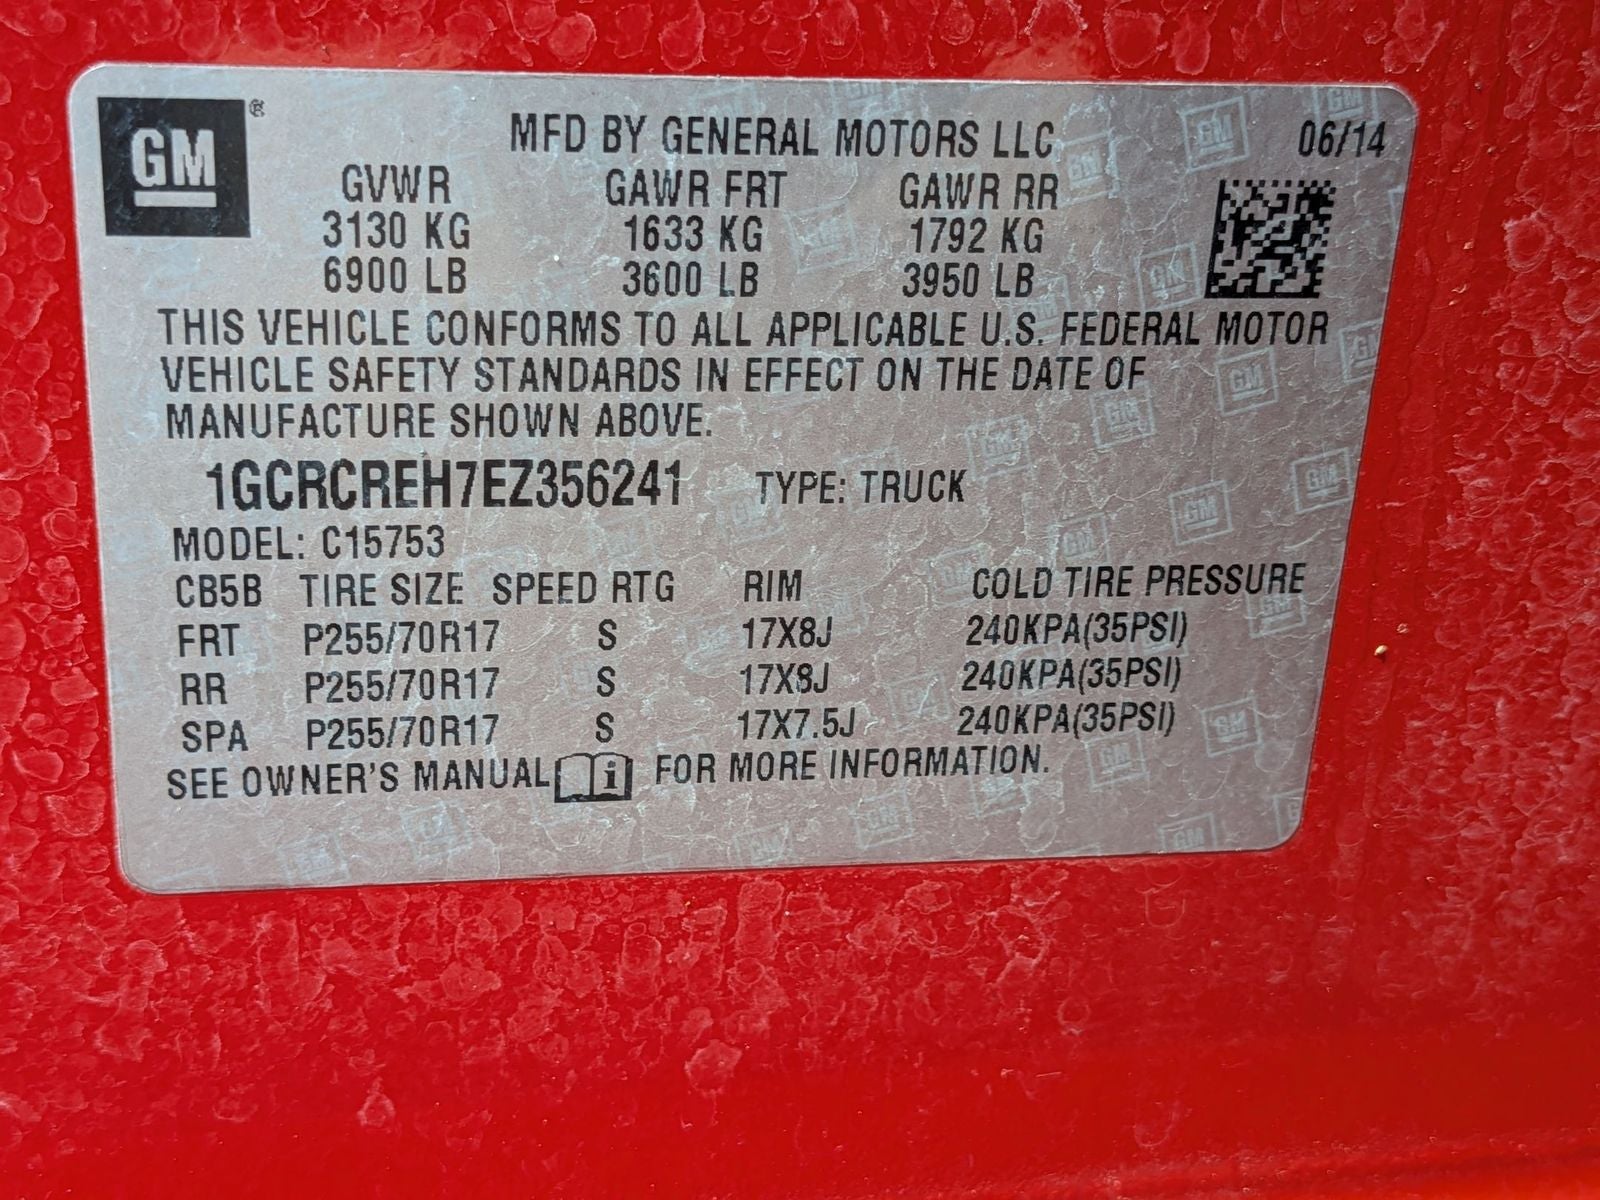 GM ®
MFD BY GENERAL MOTORS LLC 06/14
GVWR GAWR FRT GAWR RR
3130 KG 1633 KG 1792 KG
6900 LB 3600 LB 3950 LB
THIS VEHICLE CONFORMS TO ALL APPLICABLE U.S. FEDERAL MOTOR
VEHICLE SAFETY STANDARDS IN EFFECT ON THE DATE OF
MANUFACTURE SHOWN ABOVE.
1GCRCREH7EZ356241 TYPE: TRUCK
MODEL: C15753
CB5B TIRE SIZE SPEED RTG RIM COLD TIRE PRESSURE
FRT P255/70R17 S 17X8J 240KPA(35PSI)
RR P255/70R17 S 17X8J 240KPA(35PSI)
SPA P255/70R17 S 17X7.5J 240KPA(35PSI)
SEE OWNER'S MANUAL i FOR MORE INFORMATION.